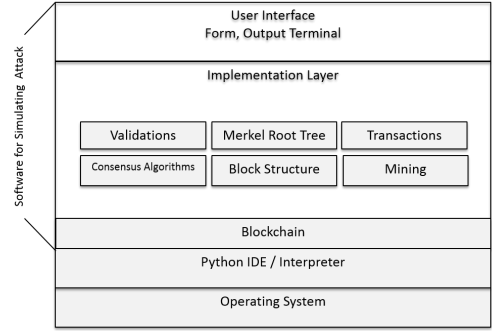 User Interface
Form, Output Terminal
Software for Simulating Attack
Implementation Layer
Validations
Merkel Root Tree
Transactions
Consensus Algorithms
Block Structure
Mining
Blockchain
Python IDE / Interpreter
Operating System